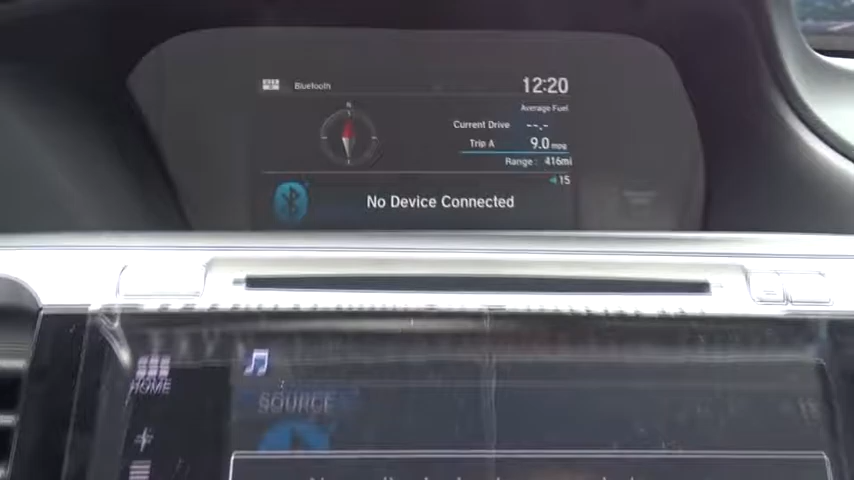 Bluetooth
12:20
Average Fuel
N
Current Drive --.-
Trip A 9.0 mpg
Range: 416mi
15
No Device Connected
HOME
SOURCE